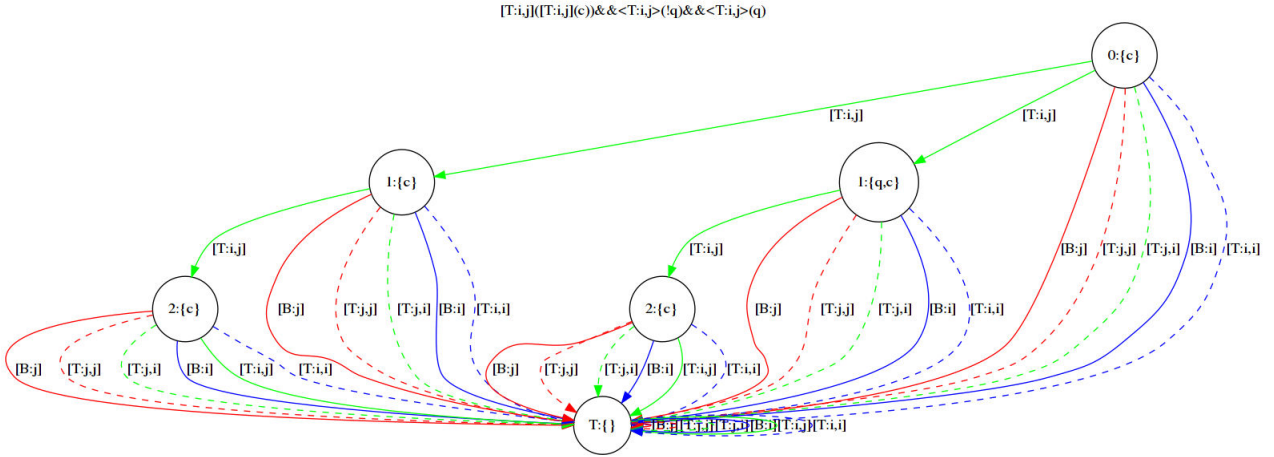 [T:i,j]([T:i,j](c))&&<T:i,j>(!q)&&<T:i,j>(q)
0:{c}
[T:i,j] [T:i,j]
1:{c} 1:{q,c}
[T:i,j] [T:i,j] [B:j] [T:j,j] [T:j,i] [B:i] [T:i,i]
2:{c} [B:j] [T:j,j] [T:j,i] [B:i] [T:i,i] 2:{c} [B:j] [T:j,j] [T:j,i] [B:i] [T:i,i]
[B:j] [T:j,j] [T:j,i] [B:i] [T:i,j] [T:i,i] [B:j] [T:j,j] [T:j,i] [B:i] [T:i,j] [T:i,i]
T:{} [B:j] [T:j,j] [T:j,i] [B:i] [T:i,j] [T:i,i]